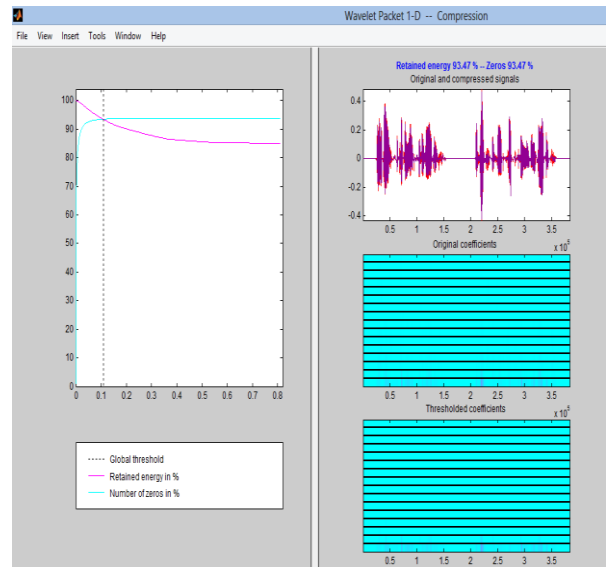 Wavelet Packet 1-D -- Compression
File View Insert Tools Window Help
100
90
80
70
60
50
40
30
20
10
0
0 0.1 0.2 0.3 0.4 0.5 0.6 0.7 0.8
Global threshold
Retained energy in %
Number of zeros in %
Retained energy 93.47 % -- Zeros 93.47 %
Original and compressed signals
0.4
0.2
0
-0.2
-0.4
0.5 1 1.5 2 2.5 3 3.5
x 10^5
Original coefficients
0.5 1 1.5 2 2.5 3 3.5
x 10^5
Thresholded coefficients
0.5 1 1.5 2 2.5 3 3.5